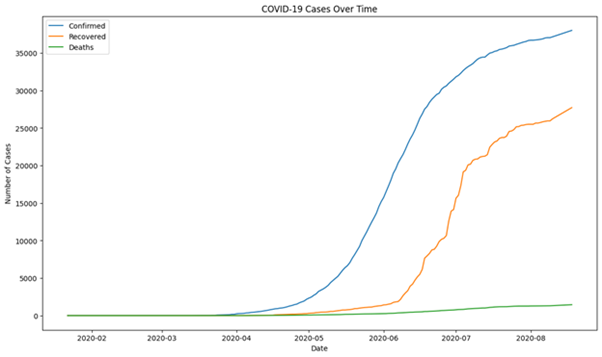 COVID-19 Cases Over Time
Confirmed
Recovered
Deaths
35000
30000
25000
20000
15000
10000
5000
0
Number of Cases
2020-02 2020-03 2020-04 2020-05 2020-06 2020-07 2020-08
Date